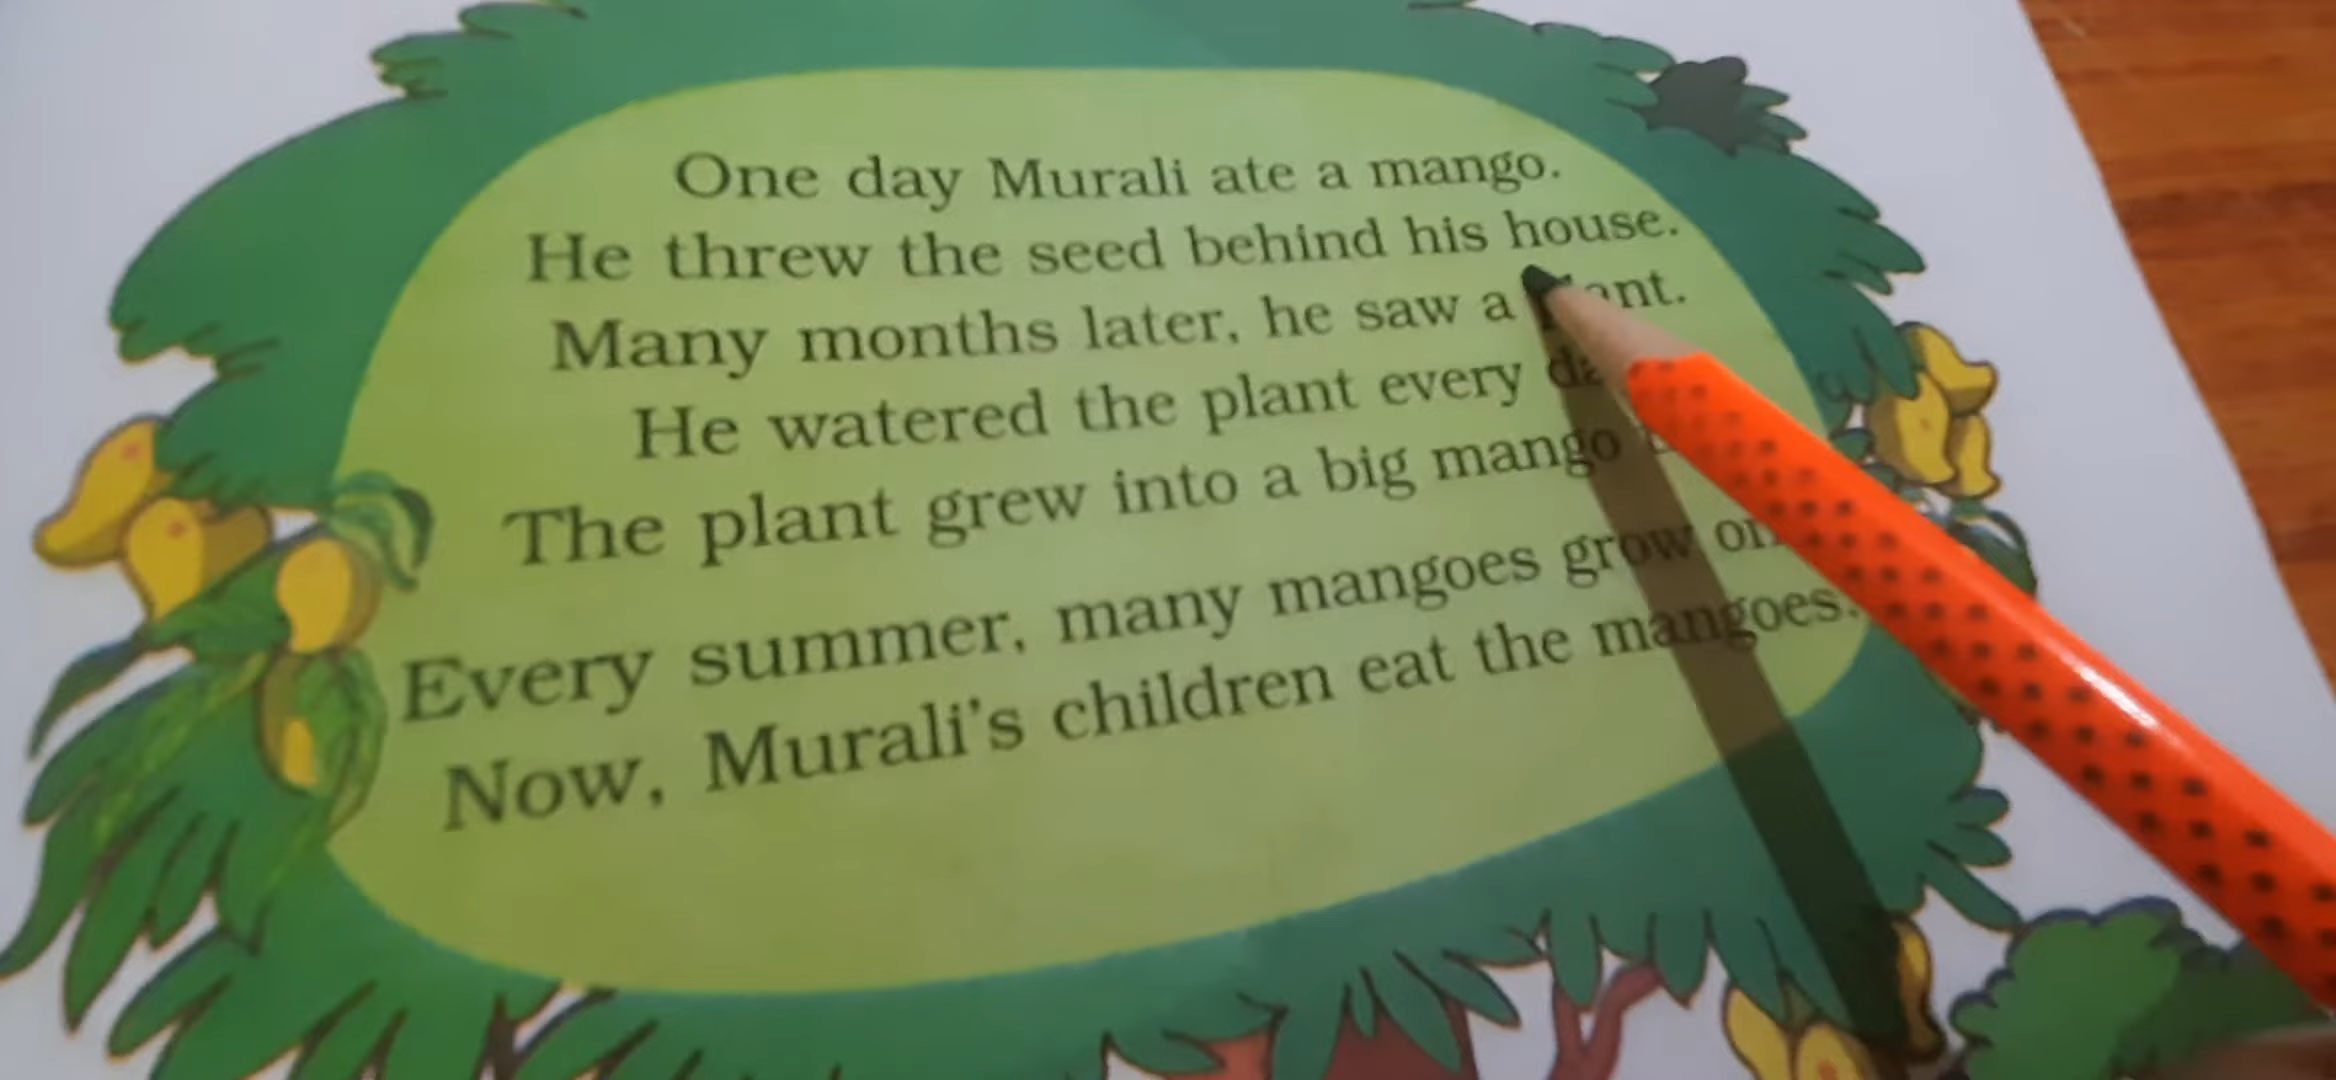 One day Murali ate a mango.
He threw the seed behind his house.
Many months later, he saw a plant.
He watered the plant every
The plant grew into a big mango
Every summer, many mangoes grow on
Now, Murali's children eat the mangoes.